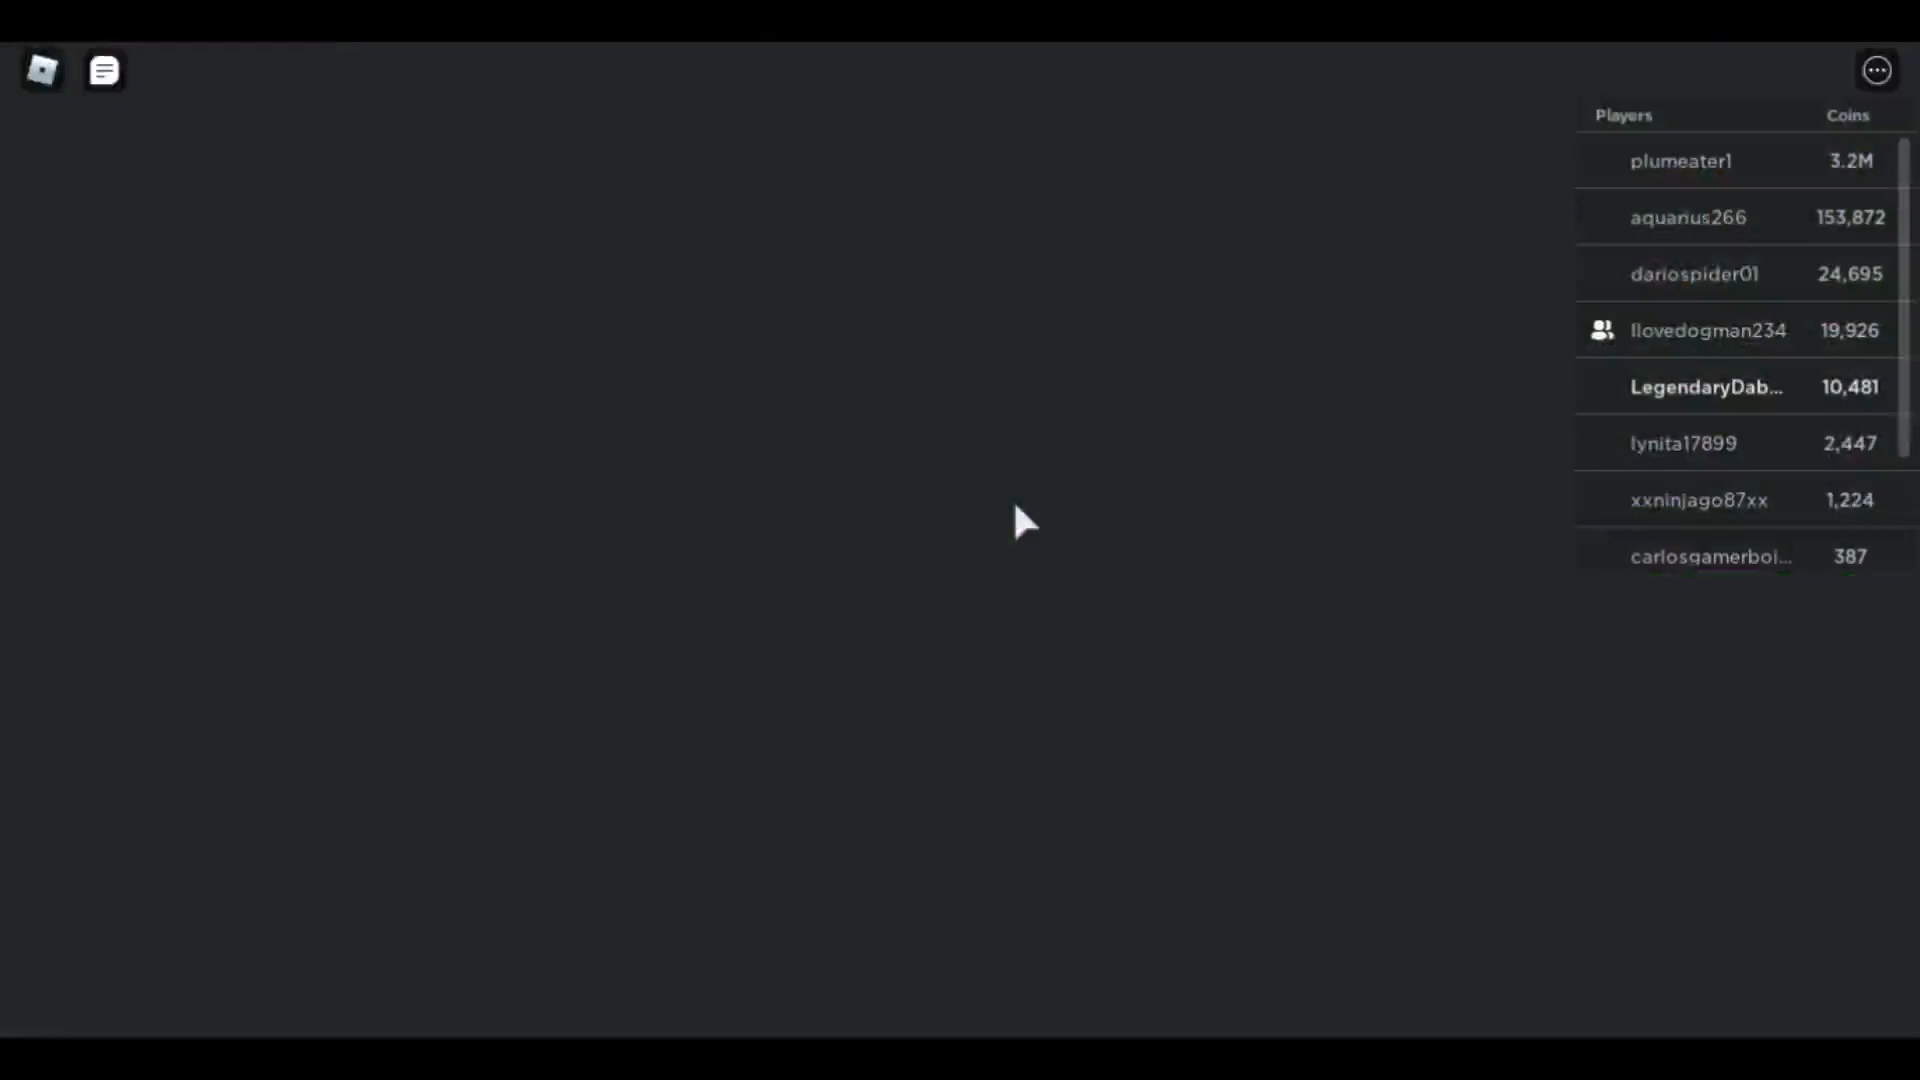 Players Coins
plumeater1 3.2M
aquarius266 153,872
dariospider01 24,695
Ilovedogman234 19,926
LegendaryDab... 10,481
lynita17899 2,447
xxninjago87xx 1,224
carlosgamerboi... 387